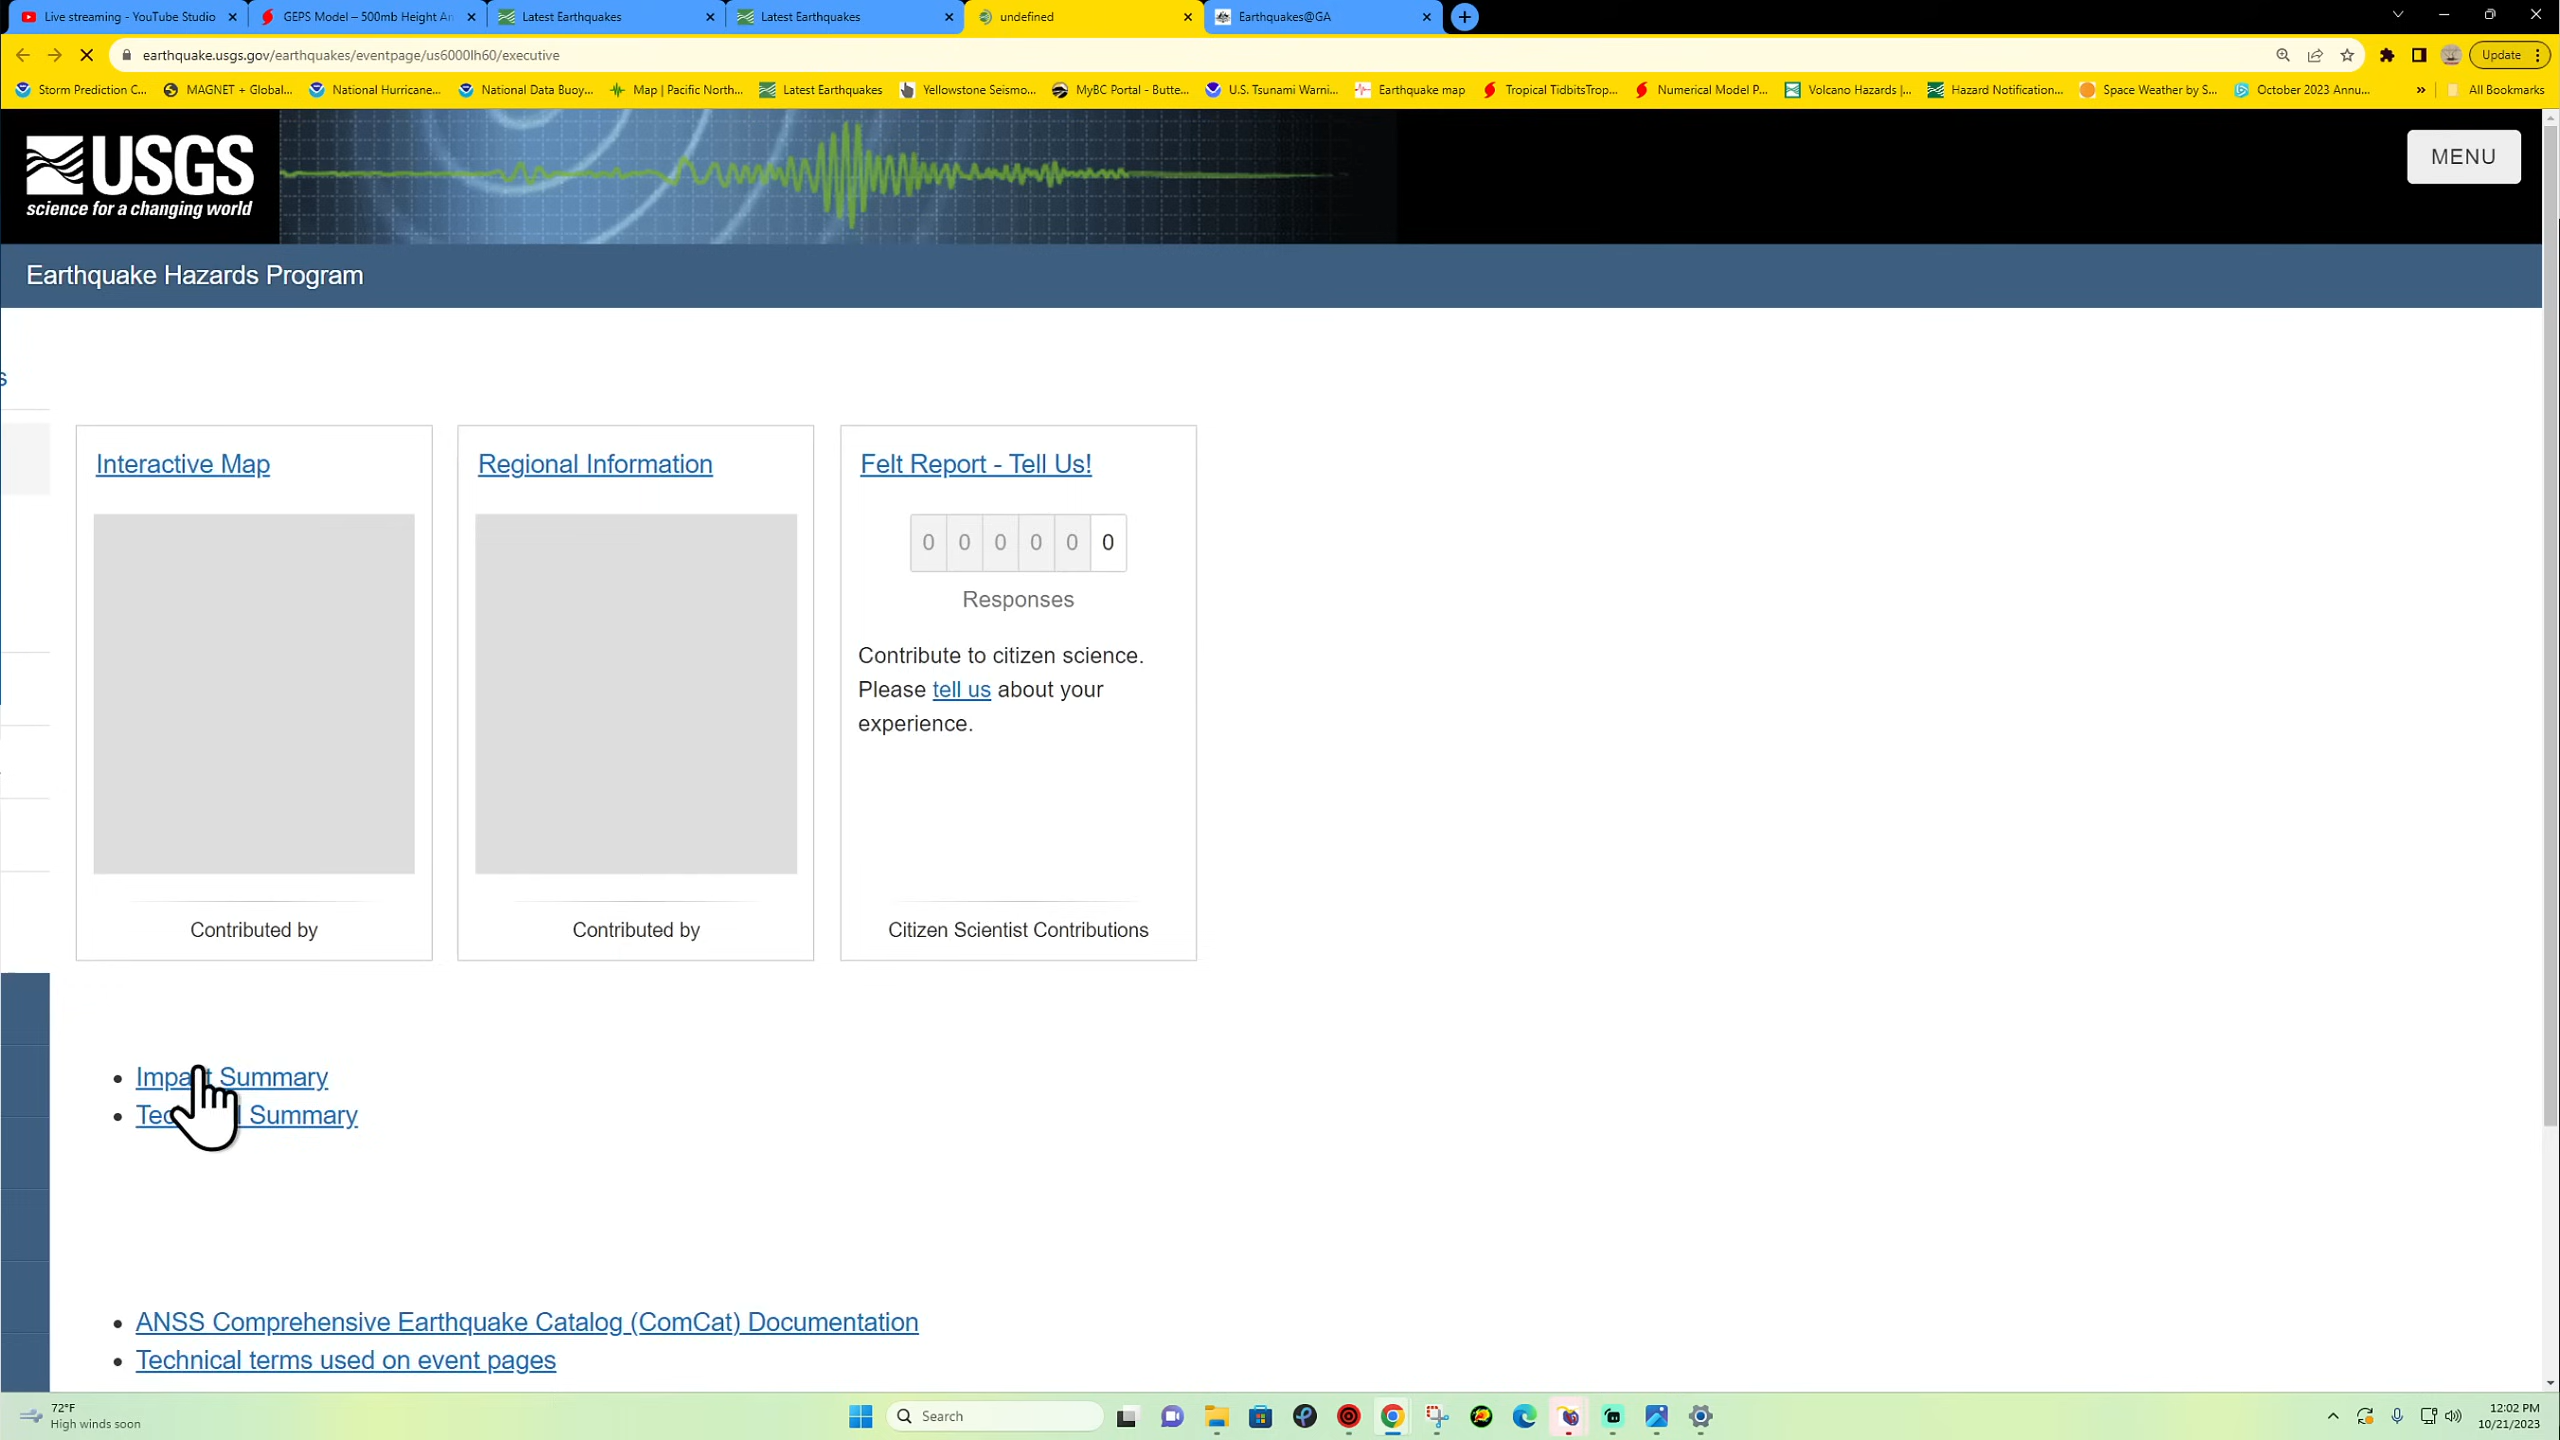 Live streaming - YouTube Studio
GEPS Model – 500mb Height An
Latest Earthquakes
Latest Earthquakes
undefined
Earthquakes@GA
earthquake.usgs.gov/earthquakes/eventpage/us6000lh60/executive
Update
Storm Prediction C...
MAGNET + Global...
National Hurricane...
National Data Buoy...
Map | Pacific North...
Latest Earthquakes
Yellowstone Seismo...
MyBC Portal - Butte...
U.S. Tsunami Warni...
Earthquake map
Tropical TidbitsTrop...
Numerical Model P...
Volcano Hazards |...
Hazard Notification...
Space Weather by S...
October 2023 Annu...
»
All Bookmarks
USGS
science for a changing world
MENU
Earthquake Hazards Program
s
Interactive Map
Regional Information
Felt Report - Tell Us!
0 0 0 0 0 0
Responses
Contribute to citizen science.
Please tell us about your
experience.
Contributed by
Contributed by
Citizen Scientist Contributions
Summary
Summary
ANSS Comprehensive Earthquake Catalog (ComCat) Documentation
Technical terms used on event pages
72°F
High winds soon
Search
12:02 PM
10/21/2023